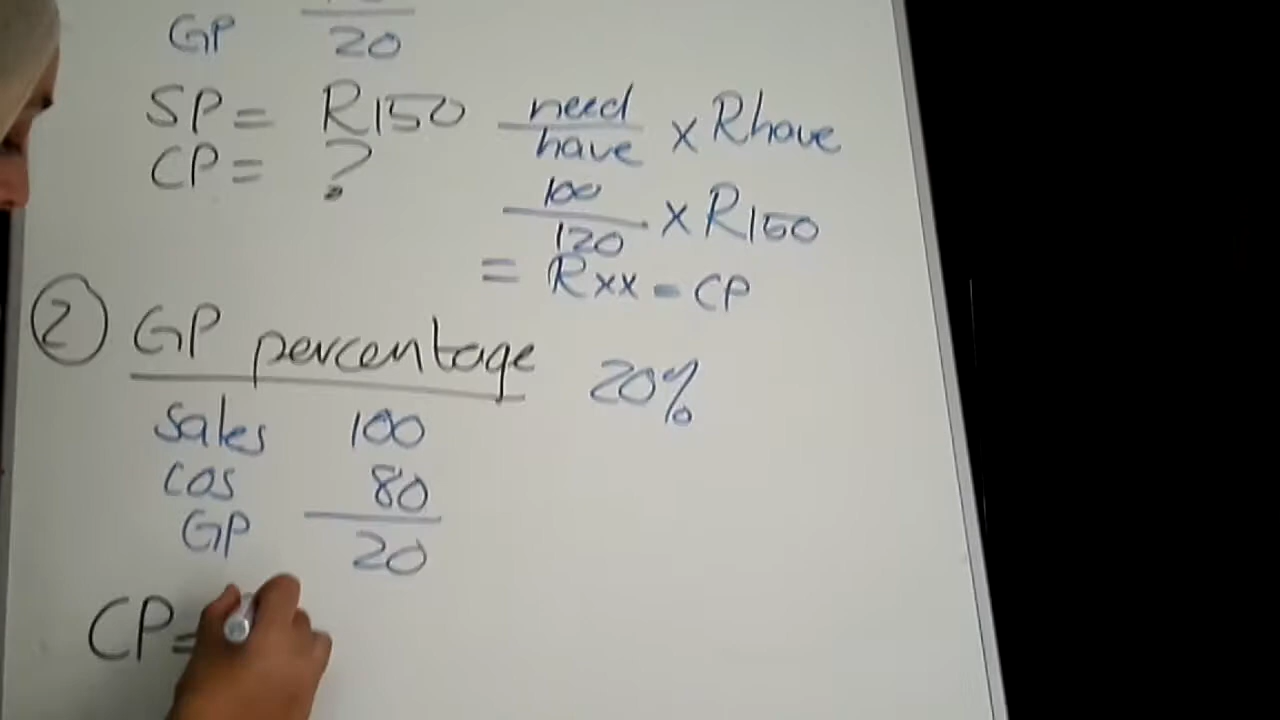 GP 20
SP = R150
CP = ?
need
have × Rhave
100
120 × R150
= Rxx - CP
② GP percentage 20%
Sales 100
COS 80
GP 20
CP=